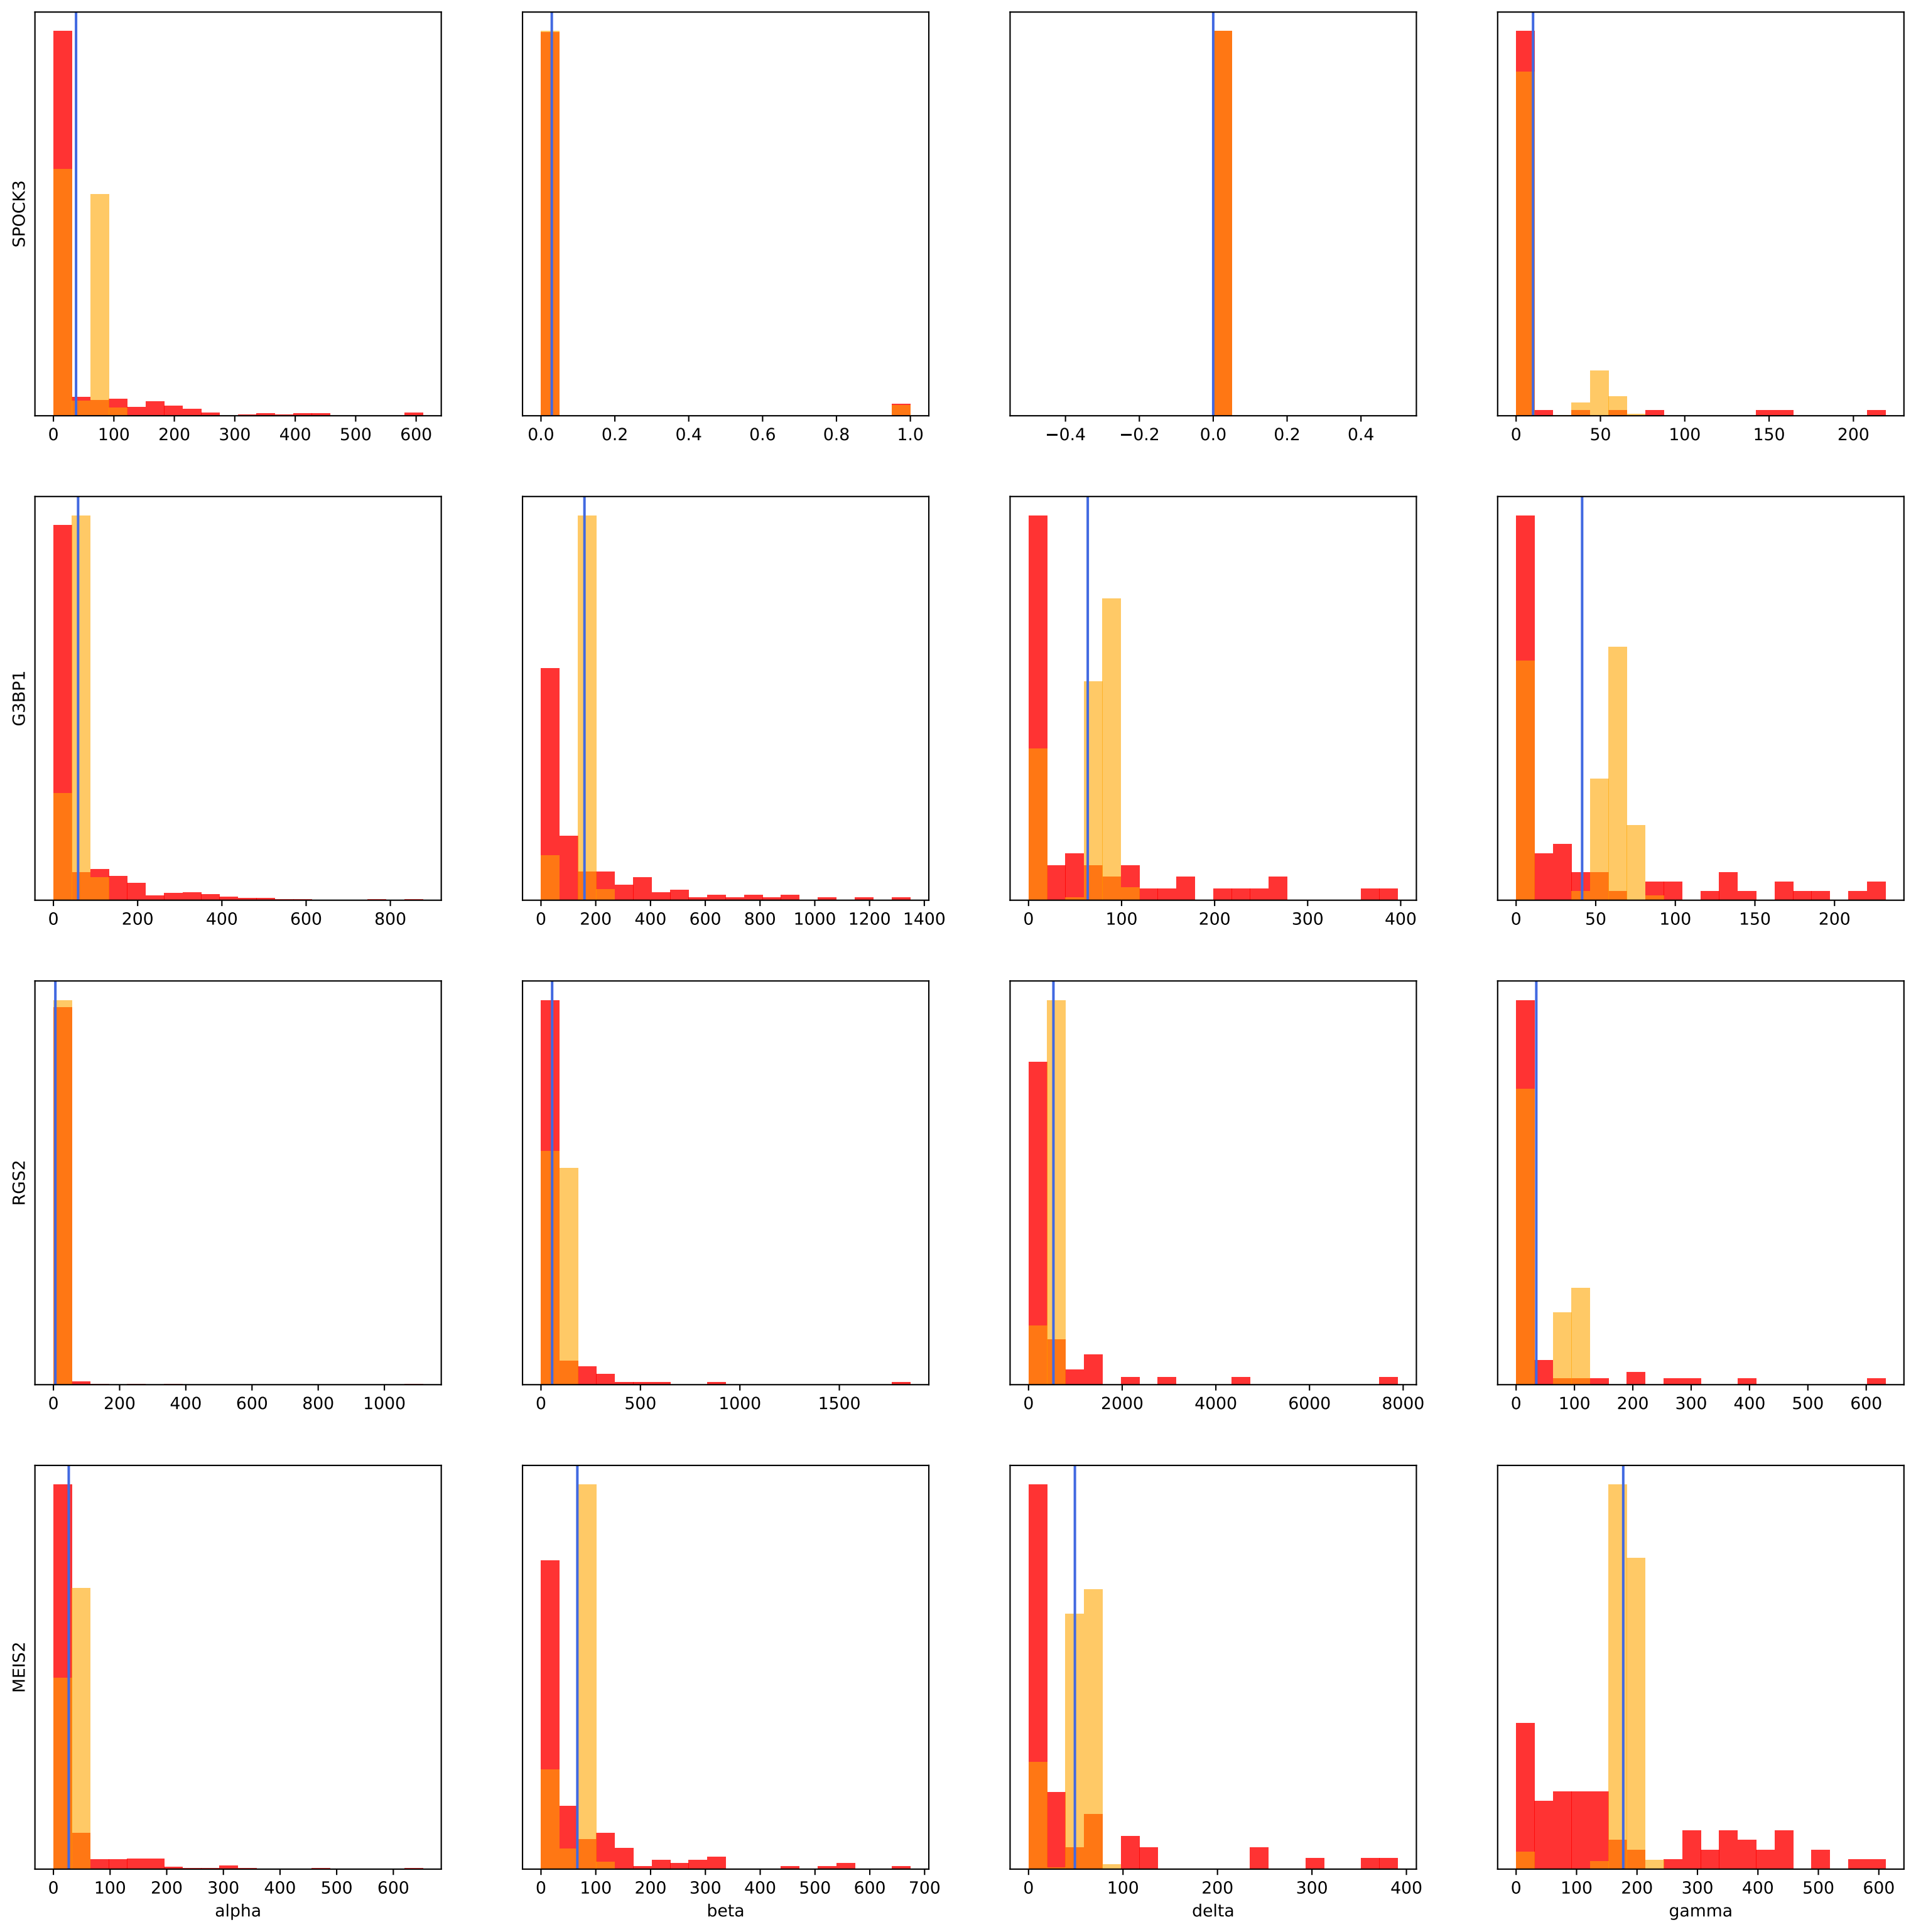 SPOCK3
0 100 200 300 400 500 600
0.0 0.2 0.4 0.6 0.8 1.0
−0.4 −0.2 0.0 0.2 0.4
0 50 100 150 200
G3BP1
0 200 400 600 800
0 200 400 600 800 1000 1200 1400
0 100 200 300 400
0 50 100 150 200
RGS2
0 200 400 600 800 1000
0 500 1000 1500
0 2000 4000 6000 8000
0 100 200 300 400 500 600
MEIS2
0 100 200 300 400 500 600
0 100 200 300 400 500 600 700
0 100 200 300 400
0 100 200 300 400 500 600
alpha
beta
delta
gamma